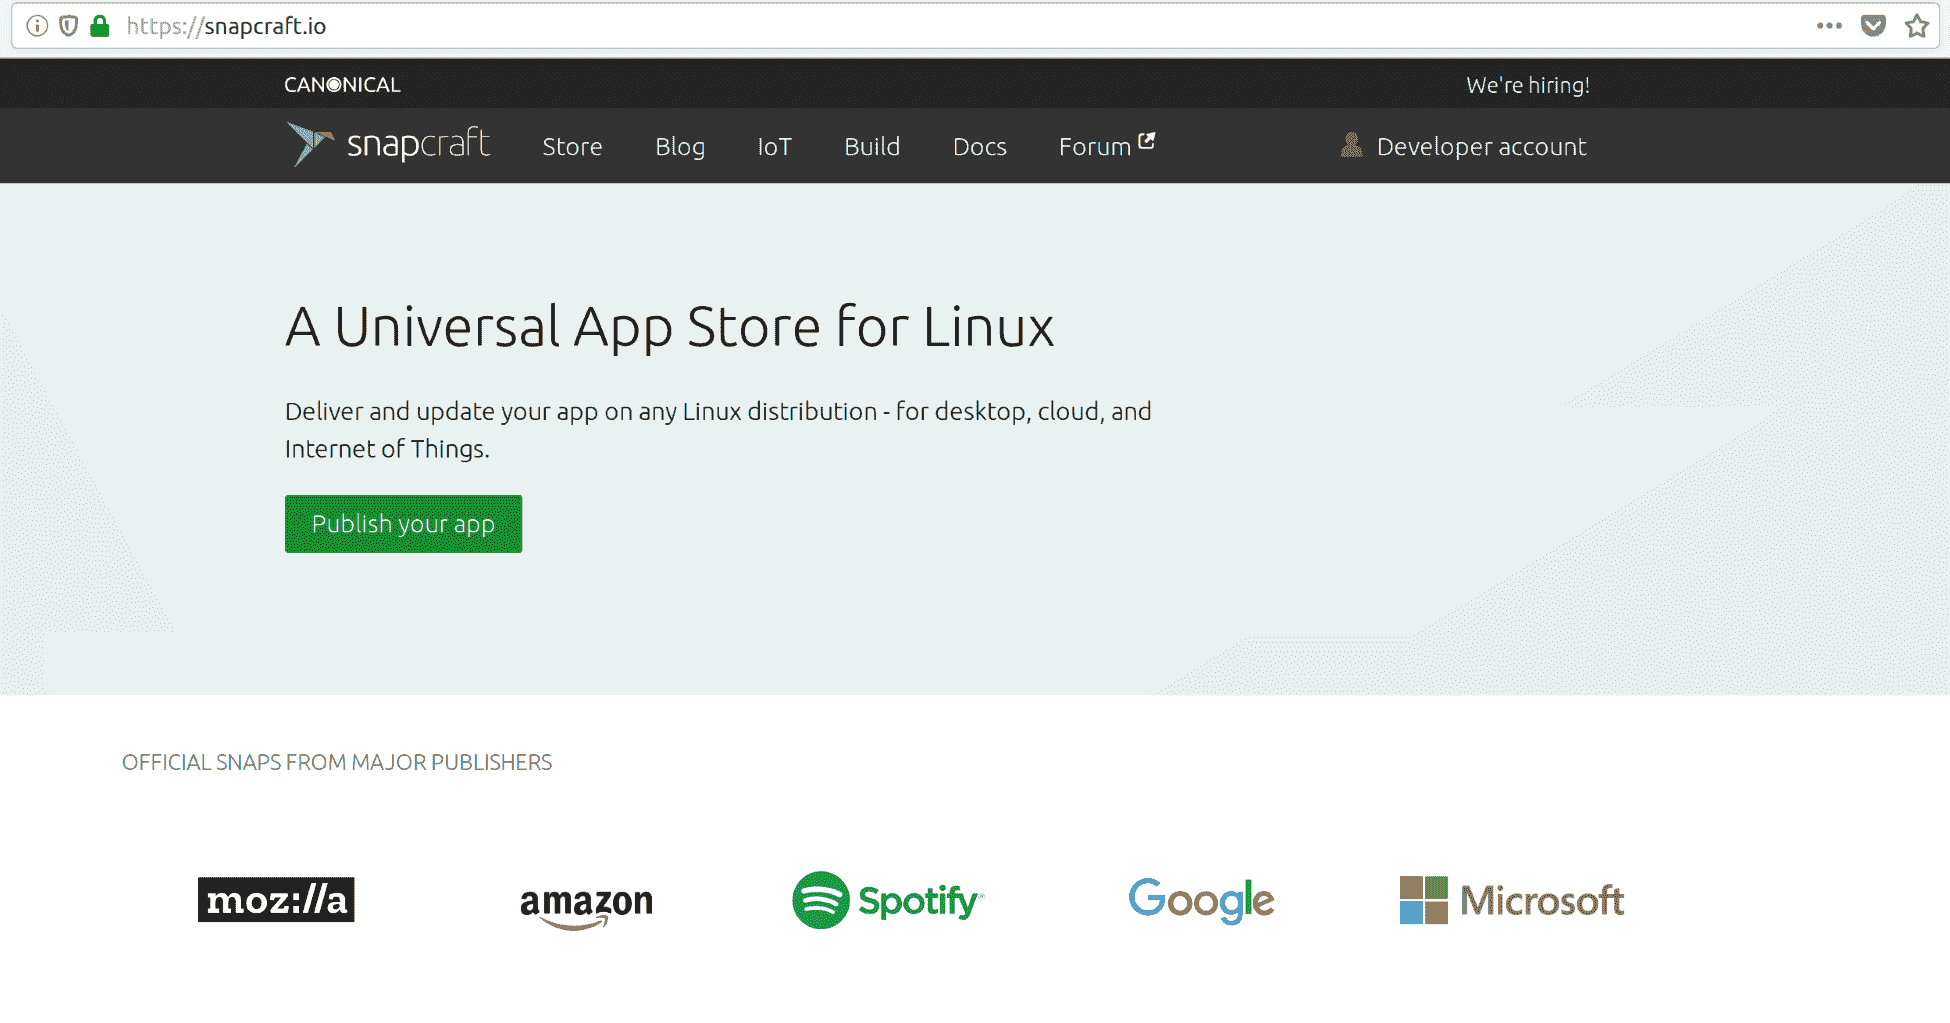 https://snapcraft.io
CANONICAL
We're hiring!
snapcraft
Store
Blog
IoT
Build
Docs
Forum
Developer account
A Universal App Store for Linux
Deliver and update your app on any Linux distribution - for desktop, cloud, and
Internet of Things.
Publish your app
OFFICIAL SNAPS FROM MAJOR PUBLISHERS
moz://a
amazon
Spotify®
Google
Microsoft